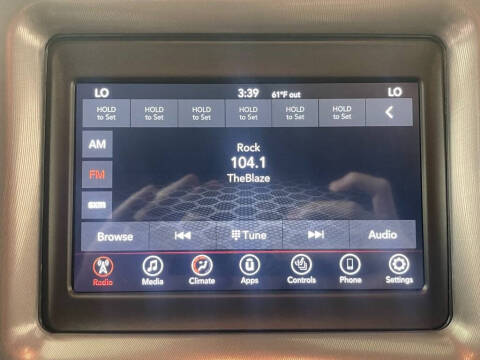 LO 3:39 61°F out LO
HOLD HOLD HOLD HOLD HOLD HOLD
to Set to Set to Set to Set to Set to Set
AM
Rock
104.1
FM
TheBlaze
sxm
Browse Tune Audio
Radio Media Climate Apps Controls Phone Settings